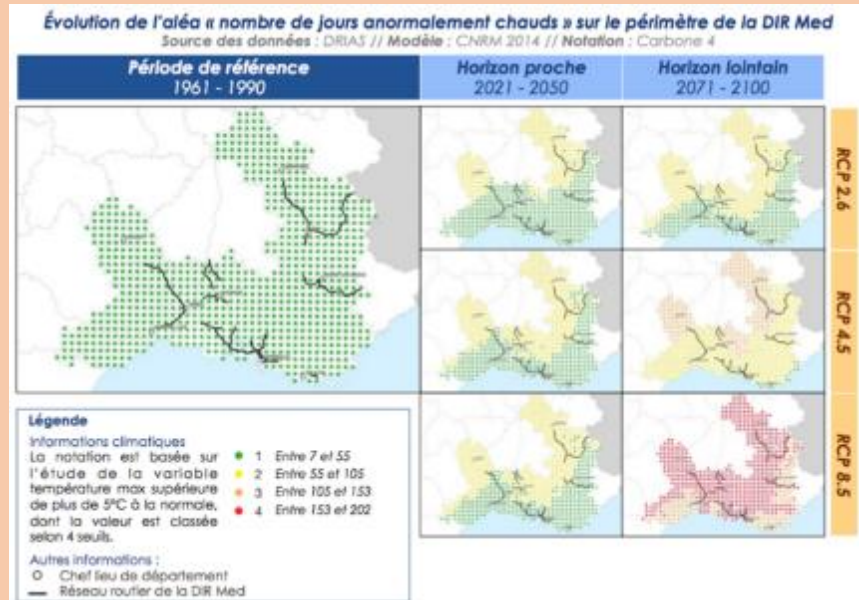 Évolution de l'aléa « nombre de jours anormalement chauds » sur le périmètre de la DIR Med
Source des données : DRIAS // Modèle : CNRM 2014 // Notation : Carbone 4
Période de référence
1961 - 1990
Horizon proche
2021 - 2050
Horizon lointain
2071 - 2100
RCP 2.6
RCP 4.5
RCP 8.5
Légende
Informations climatiques
La notation est basée sur
l'étude de la variable
température max supérieure
de plus de 5°C à la normale,
dont la valeur est classée
selon 4 seuils.
1 Entre 7 et 55
2 Entre 55 et 105
3 Entre 105 et 153
4 Entre 153 et 202
Autres informations :
Chef lieu de département
Réseau routier de la DIR Med